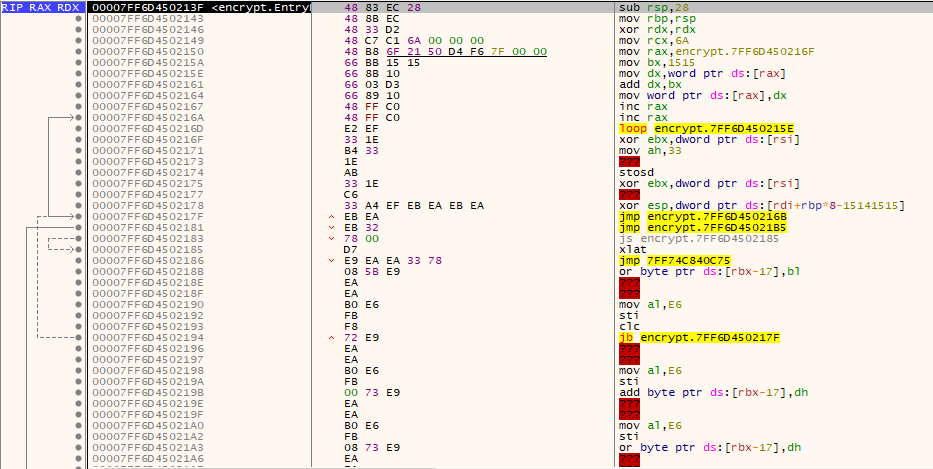 RIP RAX RDX 00007FF6D450213F <encrypt.Entry 48 83 EC 28 sub rsp,28
00007FF6D4502143 48 8B EC mov rbp,rsp
00007FF6D4502146 48 33 D2 xor rdx,rdx
00007FF6D4502149 48 C7 C1 6A 00 00 00 mov rcx,6A
00007FF6D4502150 48 B8 6F 21 50 D4 F6 7F 00 00 mov rax,encrypt.7FF6D450216F
00007FF6D450215A 66 BB 15 15 mov bx,1515
00007FF6D450215E 66 8B 10 mov dx,word ptr ds:[rax]
00007FF6D4502161 66 03 D3 add dx,bx
00007FF6D4502164 66 89 10 mov word ptr ds:[rax],dx
00007FF6D4502167 48 FF C0 inc rax
00007FF6D450216A 48 FF C0 inc rax
00007FF6D450216D E2 EF loop encrypt.7FF6D450215E
00007FF6D450216F 33 1E xor ebx,dword ptr ds:[rsi]
00007FF6D4502171 B4 33 mov ah,33
00007FF6D4502173 1E ???
00007FF6D4502174 AB stosd
00007FF6D4502175 33 1E xor ebx,dword ptr ds:[rsi]
00007FF6D4502177 C6 ???
00007FF6D4502178 33 A4 EF EB EA EB EA xor esp,dword ptr ds:[rdi+rbp*8-15141515]
00007FF6D450217F EB EA jmp encrypt.7FF6D450216B
00007FF6D4502181 EB 32 jmp encrypt.7FF6D45021B5
00007FF6D4502183 78 00 js encrypt.7FF6D4502185
00007FF6D4502185 D7 xlat
00007FF6D4502186 E9 EA EA 33 78 jmp 7FF74C840C75
00007FF6D450218B 08 5B E9 or byte ptr ds:[rbx-17],bl
00007FF6D450218E EA ???
00007FF6D450218F EA ???
00007FF6D4502190 B0 E6 mov al,E6
00007FF6D4502192 FB sti
00007FF6D4502193 F8 clc
00007FF6D4502194 72 E9 jb encrypt.7FF6D450217F
00007FF6D4502196 EA ???
00007FF6D4502197 EA ???
00007FF6D4502198 B0 E6 mov al,E6
00007FF6D450219A FB sti
00007FF6D450219B 00 73 E9 add byte ptr ds:[rbx-17],dh
00007FF6D450219E EA ???
00007FF6D450219F EA ???
00007FF6D45021A0 B0 E6 mov al,E6
00007FF6D45021A2 FB sti
00007FF6D45021A3 08 73 E9 or byte ptr ds:[rbx-17],dh
00007FF6D45021A6 EA ???